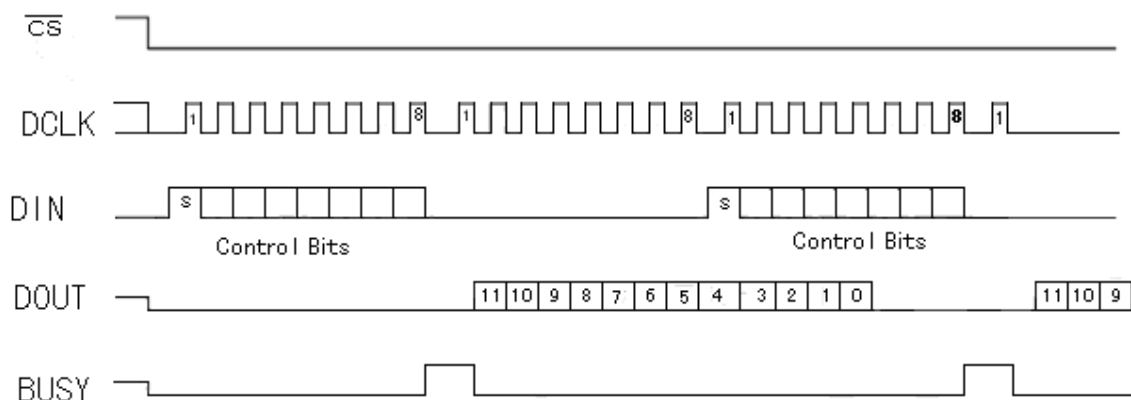 CS
DCLK 1 8 1 8 1 8 1
DIN S S
Control Bits Control Bits
DOUT 11 10 9 8 7 6 5 4 3 2 1 0 11 10 9
BUSY